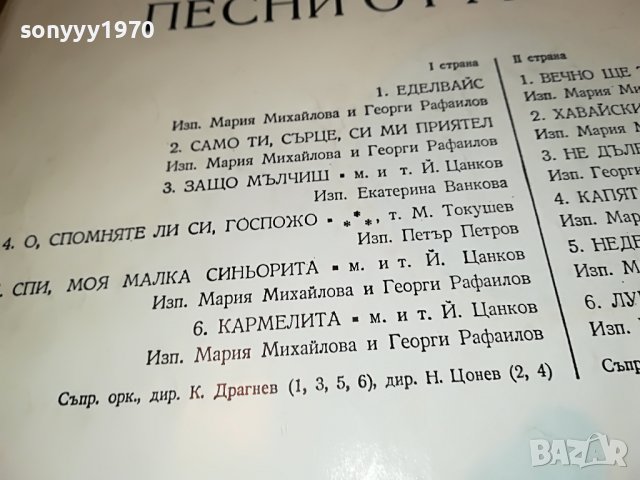 sonyyy1970
ПЕСНИ ОТ
I страна
1. ЕДЕЛВАЙС
Изп. Мария Михайлова и Георги Рафаилов
2. САМО ТИ, СЪРЦЕ, СИ МИ ПРИЯТЕЛ
Изп. Мария Михайлова и Георги Рафаилов
3. ЗАЩО МЪЛЧИШ ▪ м. и т. Й. Цанков
Изп. Екатерина Ванкова
4. О, СПОМНЯТЕ ЛИ СИ, ГОСПОЖО ▪ ***, т. М. Токушев
Изп. Петър Петров
СПИ, МОЯ МАЛКА СИНЬОРИТА ▪ м. и т. Й. Цанков
Изп. Мария Михайлова и Георги Рафаилов
6. КАРМЕЛИТА ▪ м. и т. Й. Цанков
Изп. Мария Михайлова и Георги Рафаилов
Съпр. орк., дир. К. Драгнев (1, 3, 5, 6), дир. Н. Цонев (2, 4)
II страна
1. ВЕЧНО ЩЕ
Изп. Мария
2. ХАВАЙСКИ
Изп. Мария
3. НЕ
Изп. Георги
4. КАПЯТ
Изп. Мар
5.
Изп.
6.
Изп.
Съпр.
BAZAR